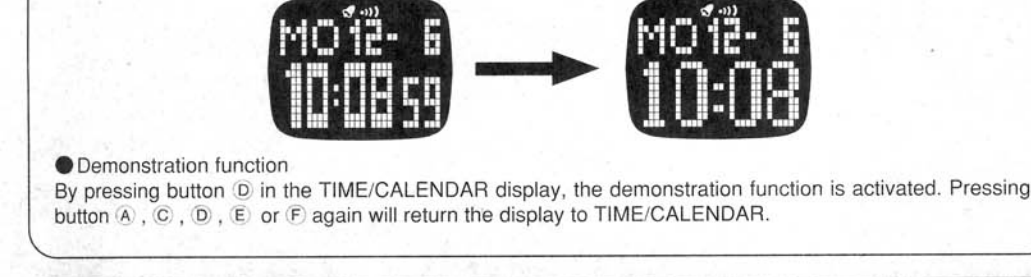 MO 12- 6
10:08 59
MO 12- 6
10:08
●Demonstration function
By pressing button Ⓓ in the TIME/CALENDAR display, the demonstration function is activated. Pressing
button Ⓐ , Ⓒ , Ⓓ , Ⓔ or Ⓕ again will return the display to TIME/CALENDAR.